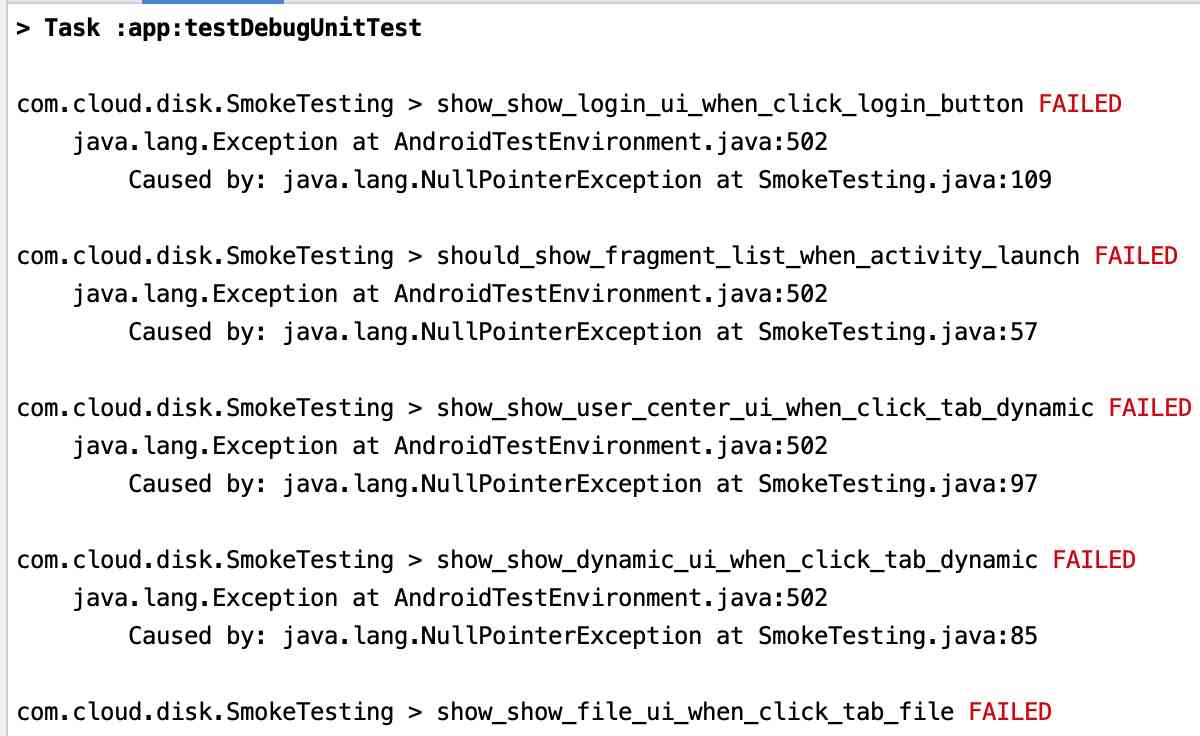 > Task :app:testDebugUnitTest
com.cloud.disk.SmokeTesting > show_show_login_ui_when_click_login_button FAILED
java.lang.Exception at AndroidTestEnvironment.java:502
Caused by: java.lang.NullPointerException at SmokeTesting.java:109
com.cloud.disk.SmokeTesting > should_show_fragment_list_when_activity_launch FAILED
java.lang.Exception at AndroidTestEnvironment.java:502
Caused by: java.lang.NullPointerException at SmokeTesting.java:57
com.cloud.disk.SmokeTesting > show_show_user_center_ui_when_click_tab_dynamic FAILED
java.lang.Exception at AndroidTestEnvironment.java:502
Caused by: java.lang.NullPointerException at SmokeTesting.java:97
com.cloud.disk.SmokeTesting > show_show_dynamic_ui_when_click_tab_dynamic FAILED
java.lang.Exception at AndroidTestEnvironment.java:502
Caused by: java.lang.NullPointerException at SmokeTesting.java:85
com.cloud.disk.SmokeTesting > show_show_file_ui_when_click_tab_file FAILED